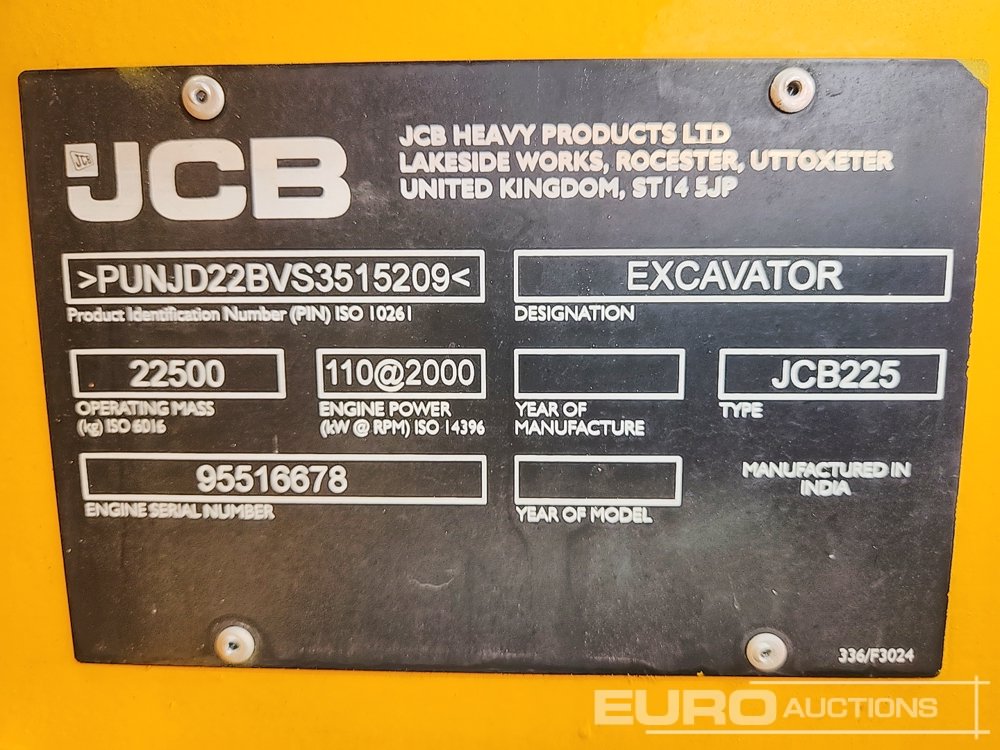 JCB
JCB
JCB HEAVY PRODUCTS LTD
LAKESIDE WORKS, ROCESTER, UTTOXETER
UNITED KINGDOM, ST14 5JP
>PUNJD22BVS3515209<
Product Identification Number (PIN) ISO 10261
EXCAVATOR
DESIGNATION
22500
OPERATING MASS
(kg) ISO 6016
110@2000
ENGINE POWER
(kW @ RPM) ISO 14396
YEAR OF
MANUFACTURE
JCB225
TYPE
95516678
ENGINE SERIAL NUMBER
YEAR OF MODEL
MANUFACTURED IN
INDIA
336/F3024
EURO AUCTIONS